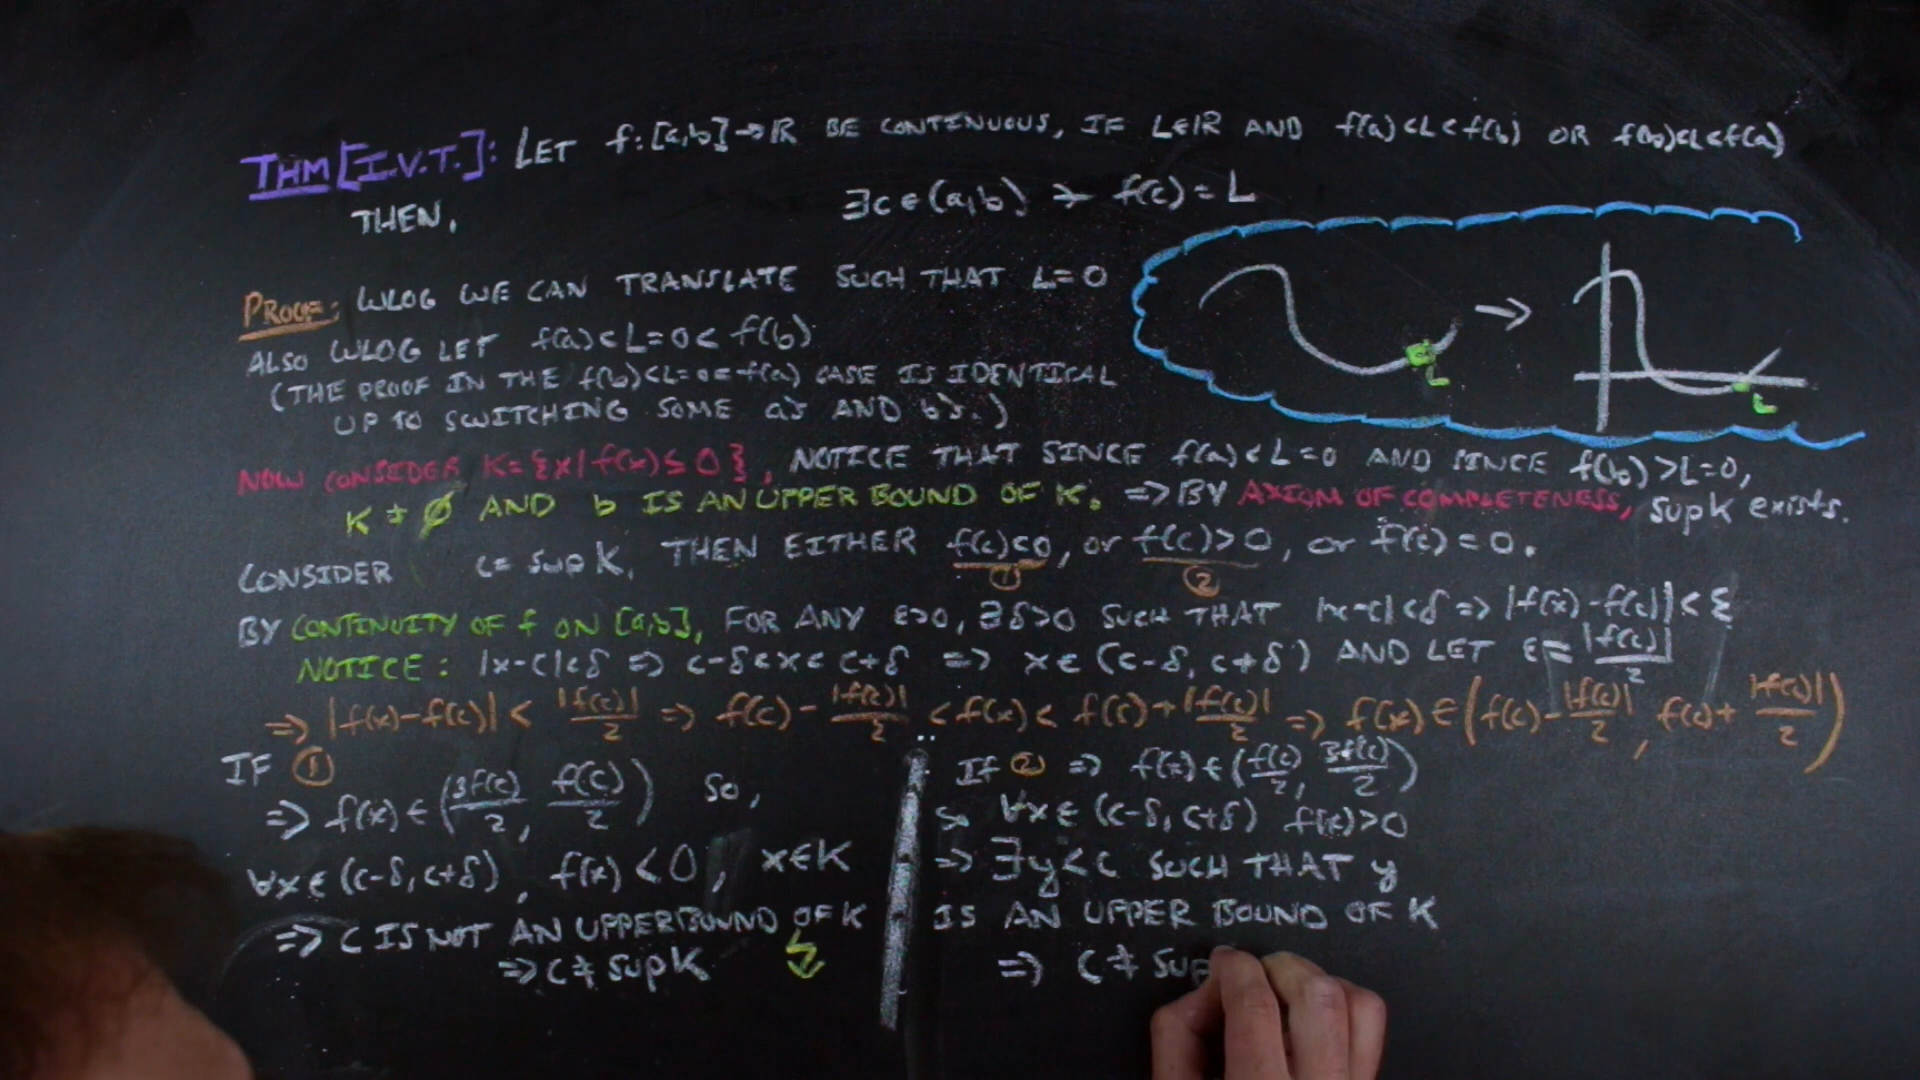 THM [I.V.T.]: LET f:[a,b]→ℝ BE CONTINUOUS, IF L∈ℝ AND f(a)<L<f(b) OR f(b)<L<f(a)
THEN, ∃c∈(a,b) ∋ f(c)=L
PROOF: WLOG WE CAN TRANSLATE SUCH THAT L=0
ALSO WLOG LET f(a)<L=0<f(b)
(THE PROOF IN THE f(b)<L=0<f(a) CASE IS IDENTICAL
UP TO SWITCHING SOME a's AND b's.)
→
L
L
NOW CONSIDER K={x|f(x)≤0}, NOTICE THAT SINCE f(a)<L=0 AND SINCE f(b)>L=0,
K≠∅ AND b IS AN UPPER BOUND OF K. => BY AXIOM OF COMPLETENESS, sup K exists.
CONSIDER c=sup K, THEN EITHER f(c)<0, or f(c)>0, or f(c)=0.
① ②
BY CONTINUITY OF f ON [a,b], FOR ANY ε>0, ∃δ>0 SUCH THAT |x-c|<δ => |f(x)-f(c)|<ε
NOTICE: |x-c|<δ => c-δ<x<c+δ => x∈(c-δ, c+δ) AND LET ε=|f(c)|/2
=> |f(x)-f(c)| < |f(c)|/2 => f(c)-|f(c)|/2 < f(x) < f(c)+|f(c)|/2 => f(x)∈(f(c)-|f(c)|/2, f(c)+|f(c)|/2)
IF ①
=> f(x)∈(3f(c)/2, f(c)/2) so,
∀x∈(c-δ, c+δ), f(x)<0, x∈K
=> C IS NOT AN UPPERBOUND OF K
=> C≠supK
If ② => f(x)∈(f(c)/2, 3f(c)/2)
so ∀x∈(c-δ, c+δ) f(x)>0
=> ∃y<c SUCH THAT y
IS AN UPPER BOUND OF K
=> C≠sup